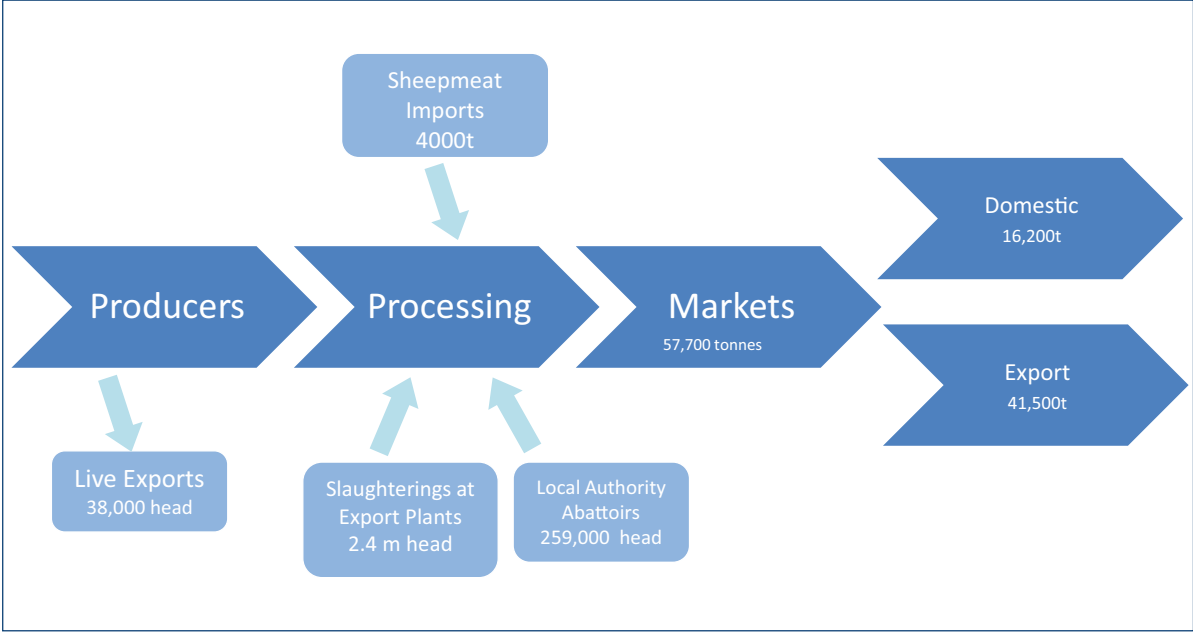 Sheepmeat
Imports
4000t
Producers
Processing
Markets
57,700 tonnes
Domestic
16,200t
Export
41,500t
Live Exports
38,000 head
Slaughterings at
Export Plants
2.4 m head
Local Authority
Abattoirs
259,000 head